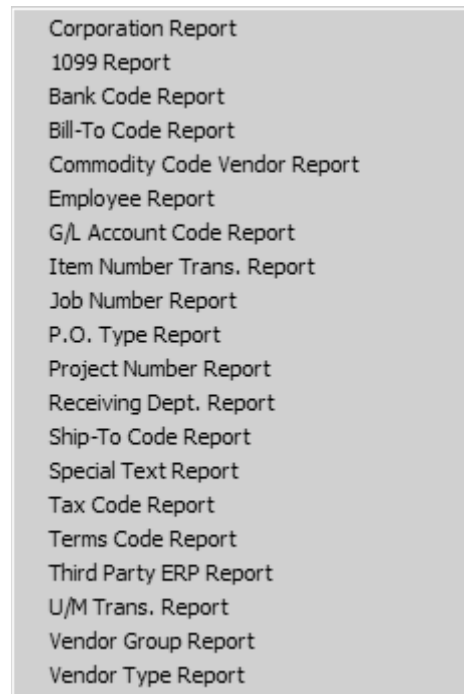 Corporation Report
1099 Report
Bank Code Report
Bill-To Code Report
Commodity Code Vendor Report
Employee Report
G/L Account Code Report
Item Number Trans. Report
Job Number Report
P.O. Type Report
Project Number Report
Receiving Dept. Report
Ship-To Code Report
Special Text Report
Tax Code Report
Terms Code Report
Third Party ERP Report
U/M Trans. Report
Vendor Group Report
Vendor Type Report